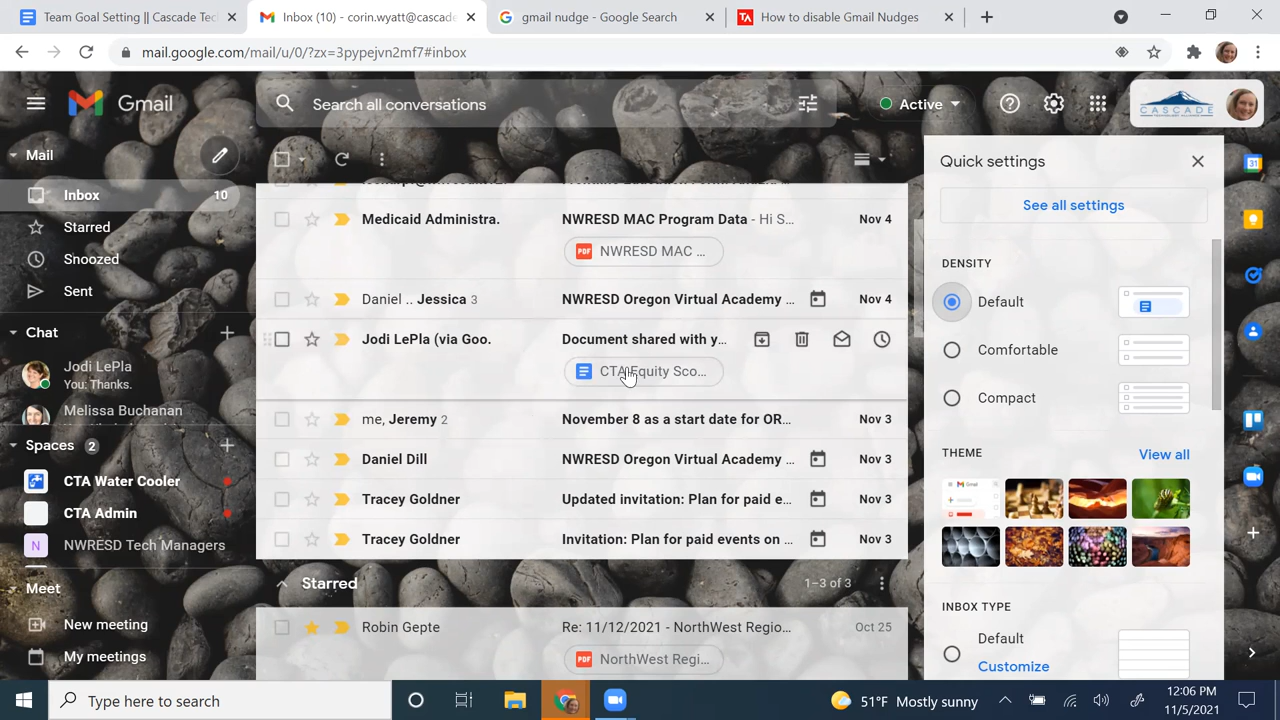 Team Goal Setting || Cascade Tec
Inbox (10) - corin.wyatt@cascade
gmail nudge - Google Search
How to disable Gmail Nudges
mail.google.com/mail/u/0/?zx=3pypejvn2mf7#inbox
Gmail
Search all conversations
Active
CASCADE
Mail
Inbox 10
Starred
Snoozed
Sent
Chat
Jodi LePla
You: Thanks.
Melissa Buchanan
Spaces 2
CTA Water Cooler
CTA Admin
N NWRESD Tech Managers
Meet
New meeting
My meetings
Medicaid Administra. NWRESD MAC Program Data - Hi S... Nov 4
PDF NWRESD MAC ...
Daniel .. Jessica 3 NWRESD Oregon Virtual Academy ... Nov 4
Jodi LePla (via Goo. Document shared with y...
CTA Equity Sco...
me, Jeremy 2 November 8 as a start date for OR... Nov 3
Daniel Dill NWRESD Oregon Virtual Academy ... Nov 3
Tracey Goldner Updated invitation: Plan for paid e... Nov 3
Tracey Goldner Invitation: Plan for paid events on ... Nov 3
Starred 1–3 of 3
Robin Gepte Re: 11/12/2021 - NorthWest Regio... Oct 25
PDF NorthWest Regi...
Quick settings
See all settings
DENSITY
Default
Comfortable
Compact
THEME View all
INBOX TYPE
Default
Customize
31
Type here to search
51°F Mostly sunny
12:06 PM
11/5/2021